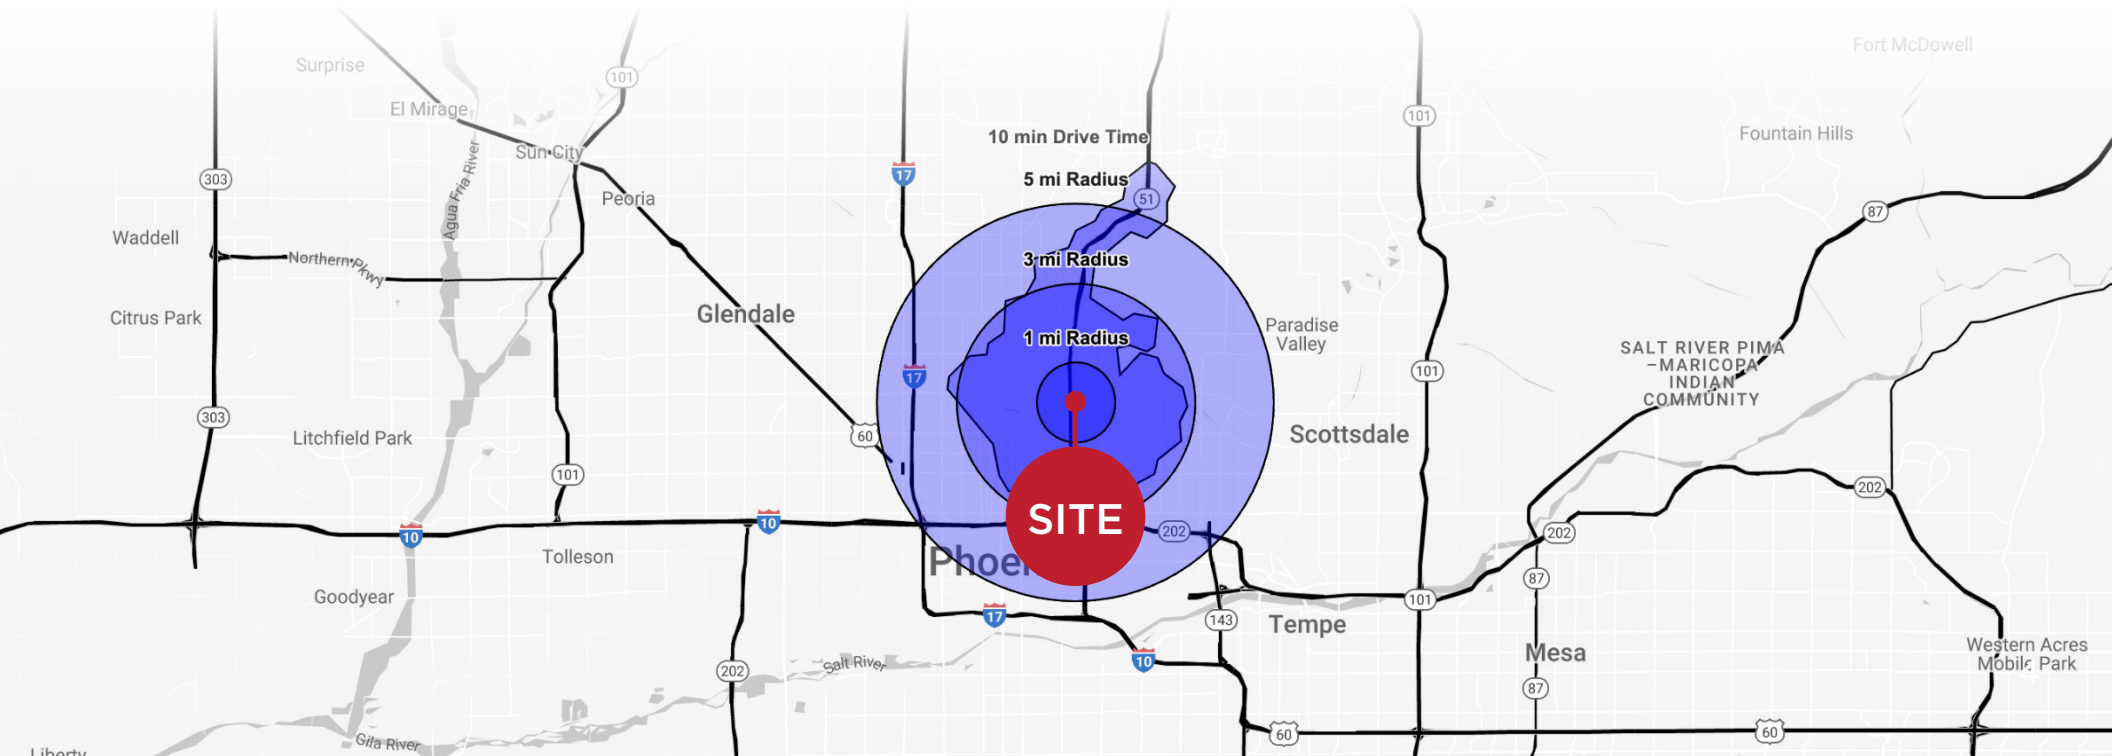 Fort McDowell
Surprise
101
El Mirage
101
Fountain Hills
10 min Drive Time
Sun City
17
303
5 mi Radius
Peoria
51
Agua Fria River
87
Waddell
Northern Pkwy
3 mi Radius
Citrus Park
Glendale
Paradise
Valley
1 mi Radius
SALT RIVER PIMA
–MARICOPA
INDIAN
COMMUNITY
17
101
303
Litchfield Park
60
Scottsdale
101
202
SITE
10
10
202
202
Tolleson
Phoe
87
Goodyear
101
17
143
Tempe
Western Acres
Mobile Park
Mesa
10
Salt River
202
87
60
60
Gila River
Liberty